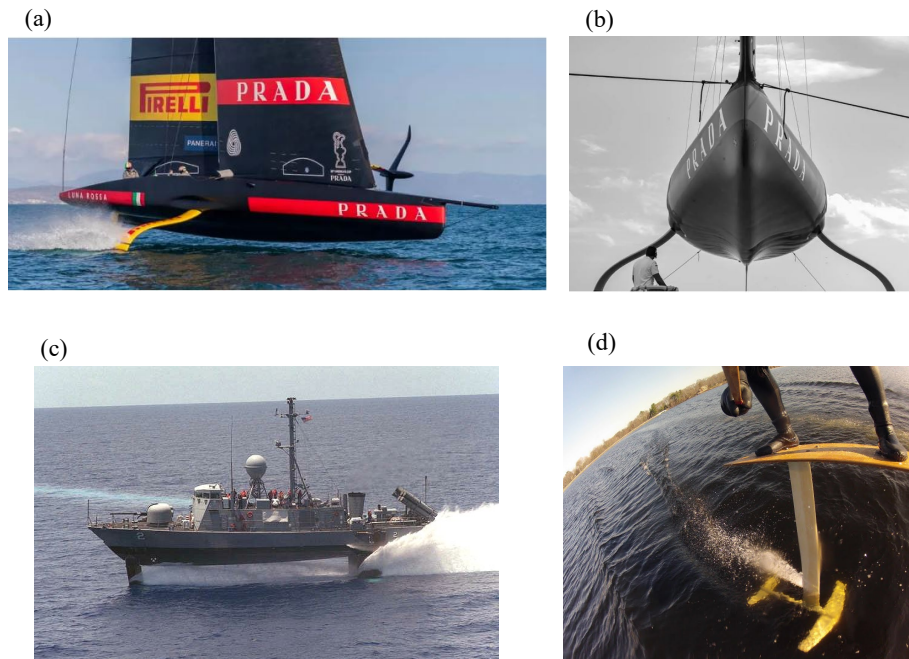 (a)
(b)
PIRELLI
PRADA
PANERAI
PRADA
LUNA ROSSA
PRADA
PRADA
PRADA
(c)
(d)
2